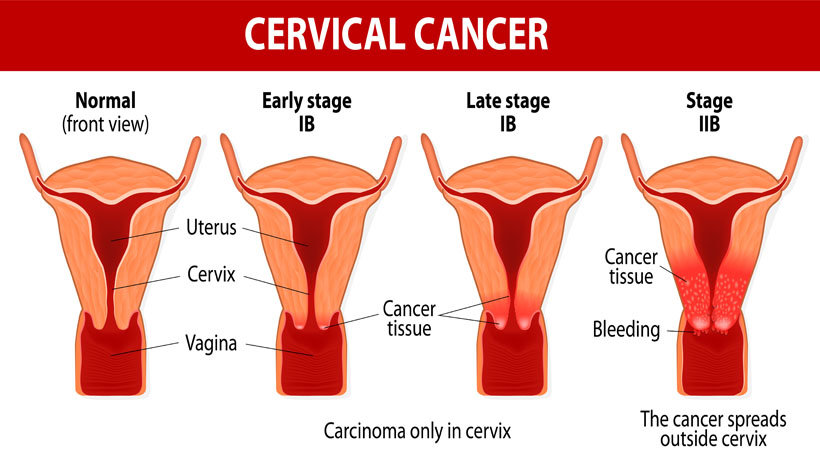 CERVICAL CANCER
Normal
(front view)
Early stage
IB
Late stage
IB
Stage
IIB
Uterus
Cervix
Vagina
Cancer
tissue
Cancer
tissue
Bleeding
Carcinoma only in cervix
The cancer spreads
outside cervix